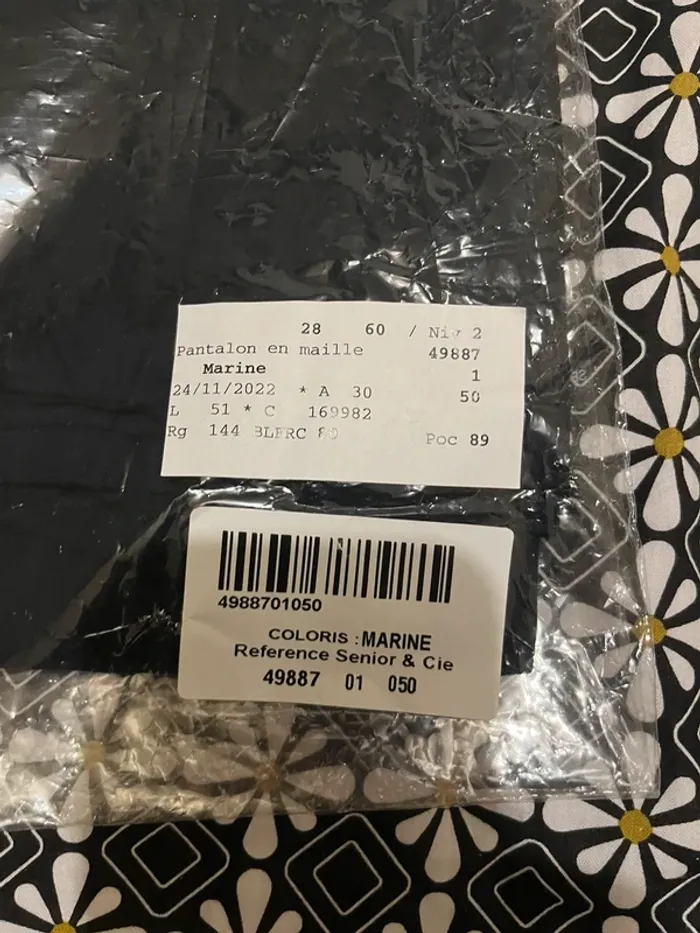 28 60 / Niv 2
Pantalon en maille 49887
Marine 1
24/11/2022 * A 30 50
L 51 * C 169982
Rg 144 BLFRC Poc 89
4988701050
COLORIS : MARINE
Reference Senior & Cie
49887 01 050